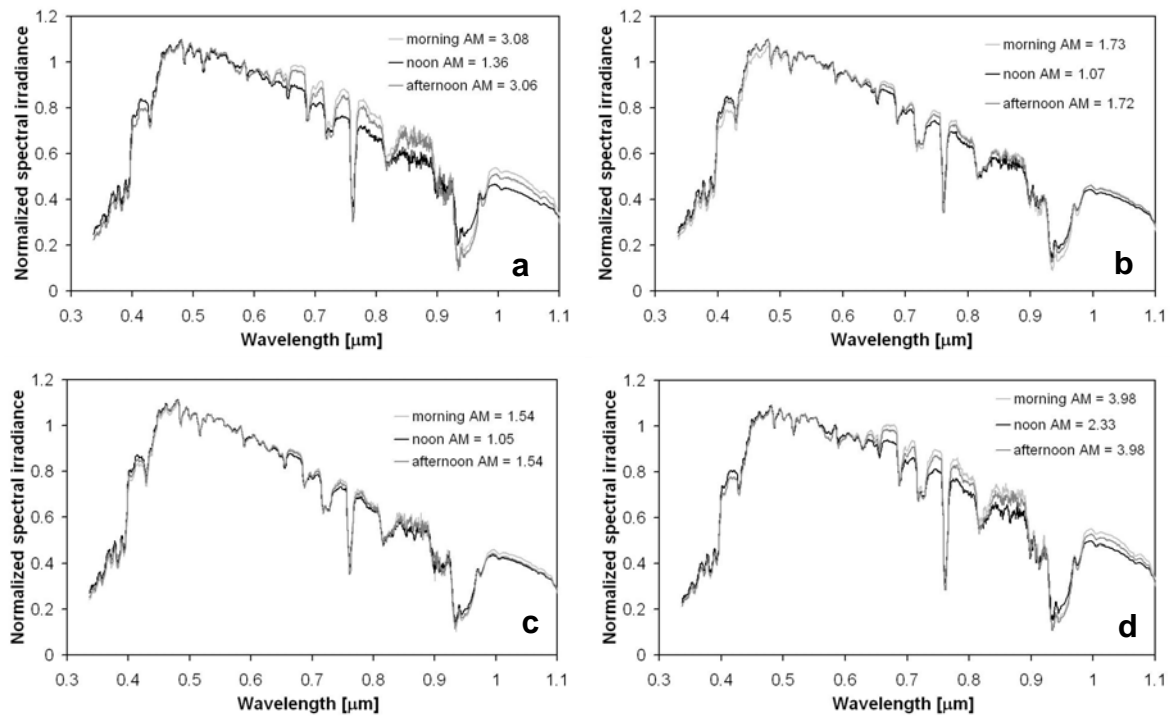 1.2
1
0.8
0.6
0.4
0.2
0
Normalized spectral irradiance
morning AM = 3.08
noon AM = 1.36
afternoon AM = 3.06
a
0.3 0.4 0.5 0.6 0.7 0.8 0.9 1 1.1
Wavelength [μm]
1.2
1
0.8
0.6
0.4
0.2
0
Normalized spectral irradiance
morning AM = 1.73
noon AM = 1.07
afternoon AM = 1.72
b
0.3 0.4 0.5 0.6 0.7 0.8 0.9 1 1.1
Wavelength [μm]
1.2
1
0.8
0.6
0.4
0.2
0
Normalized spectral irradiance
morning AM = 1.54
noon AM = 1.05
afternoon AM = 1.54
c
0.3 0.4 0.5 0.6 0.7 0.8 0.9 1 1.1
Wavelength [μm]
1.2
1
0.8
0.6
0.4
0.2
0
Normalized spectral irradiance
morning AM = 3.98
noon AM = 2.33
afternoon AM = 3.98
d
0.3 0.4 0.5 0.6 0.7 0.8 0.9 1 1.1
Wavelength [μm]